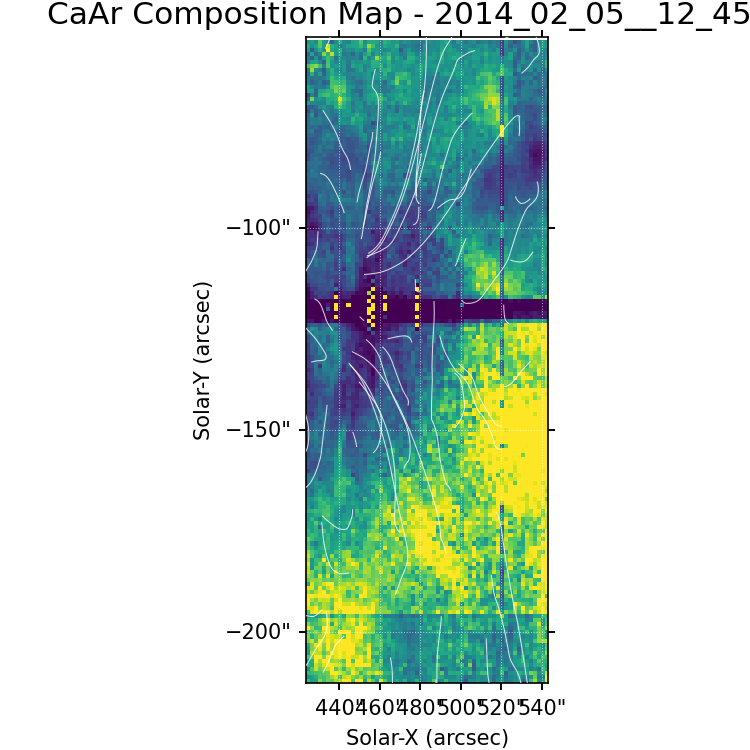 CaAr Composition Map - 2014_02_05__12_45
−100"
−150"
−200"
Solar-Y (arcsec)
440" 460" 480" 500" 520" 540"
Solar-X (arcsec)